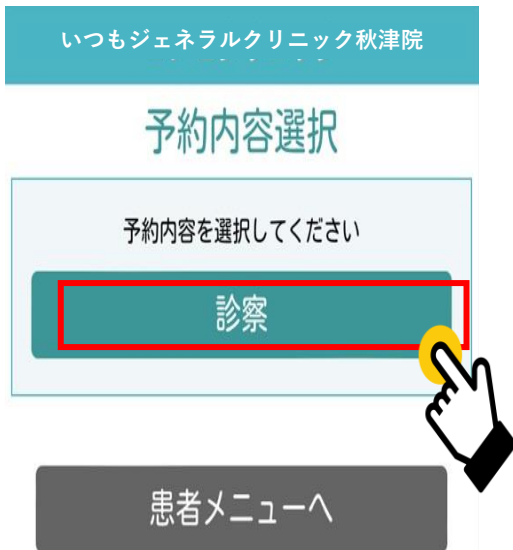 いつもジェネラルクリニック秋津院
予約内容選択
予約内容を選択してください
診察
患者メニューへ